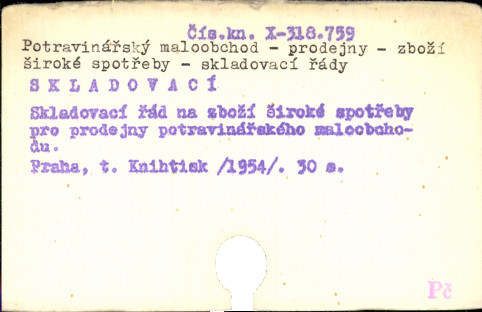 Čís.kn. X-318.759
Potravinářský maloobchod - prodejny - zboží
široké spotřeby - skladovací řády
S K L A D O V A C Í
Skladovací řád na zboží široké spotřeby
pro prodejny potravinářského maloobcho-
du.
Praha, t. Knihtisk /1954/. 30 s.
Pč